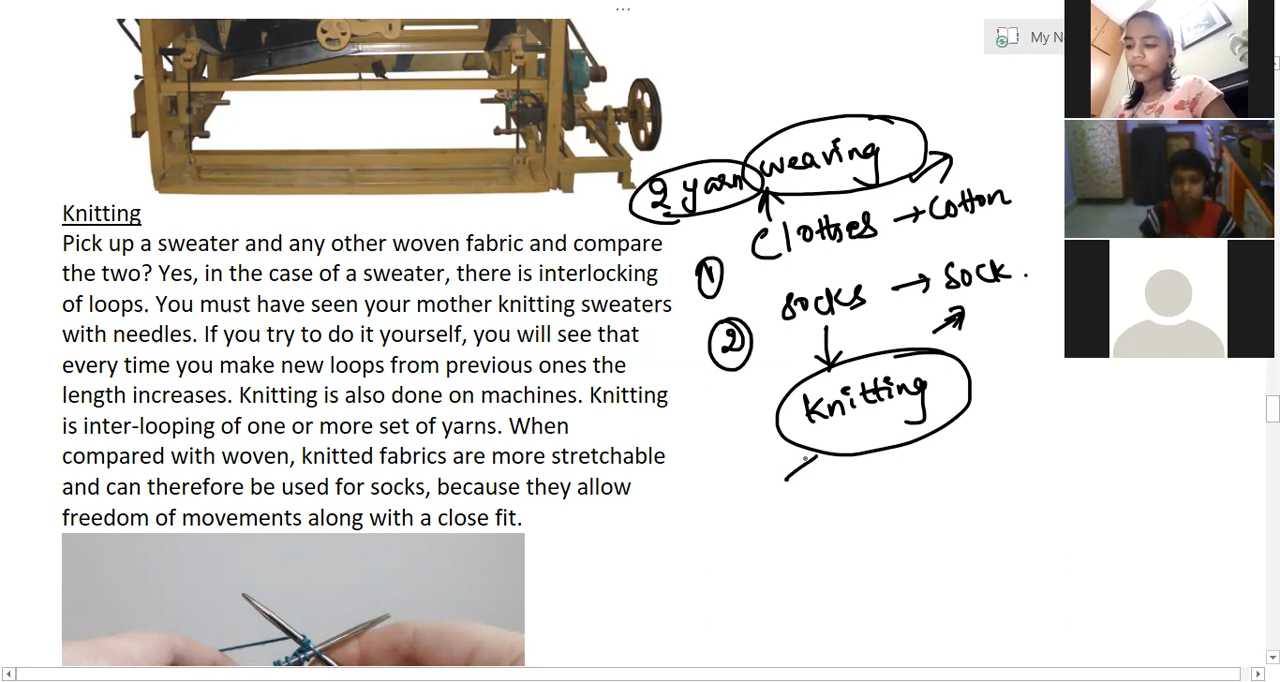 ...
My No
Knitting
Pick up a sweater and any other woven fabric and compare
the two? Yes, in the case of a sweater, there is interlocking
of loops. You must have seen your mother knitting sweaters
with needles. If you try to do it yourself, you will see that
every time you make new loops from previous ones the
length increases. Knitting is also done on machines. Knitting
is inter-looping of one or more set of yarns. When
compared with woven, knitted fabrics are more stretchable
and can therefore be used for socks, because they allow
freedom of movements along with a close fit.
2 yarn weaving
Clothes → Cotton
1
socks → Sock.
2
Knitting